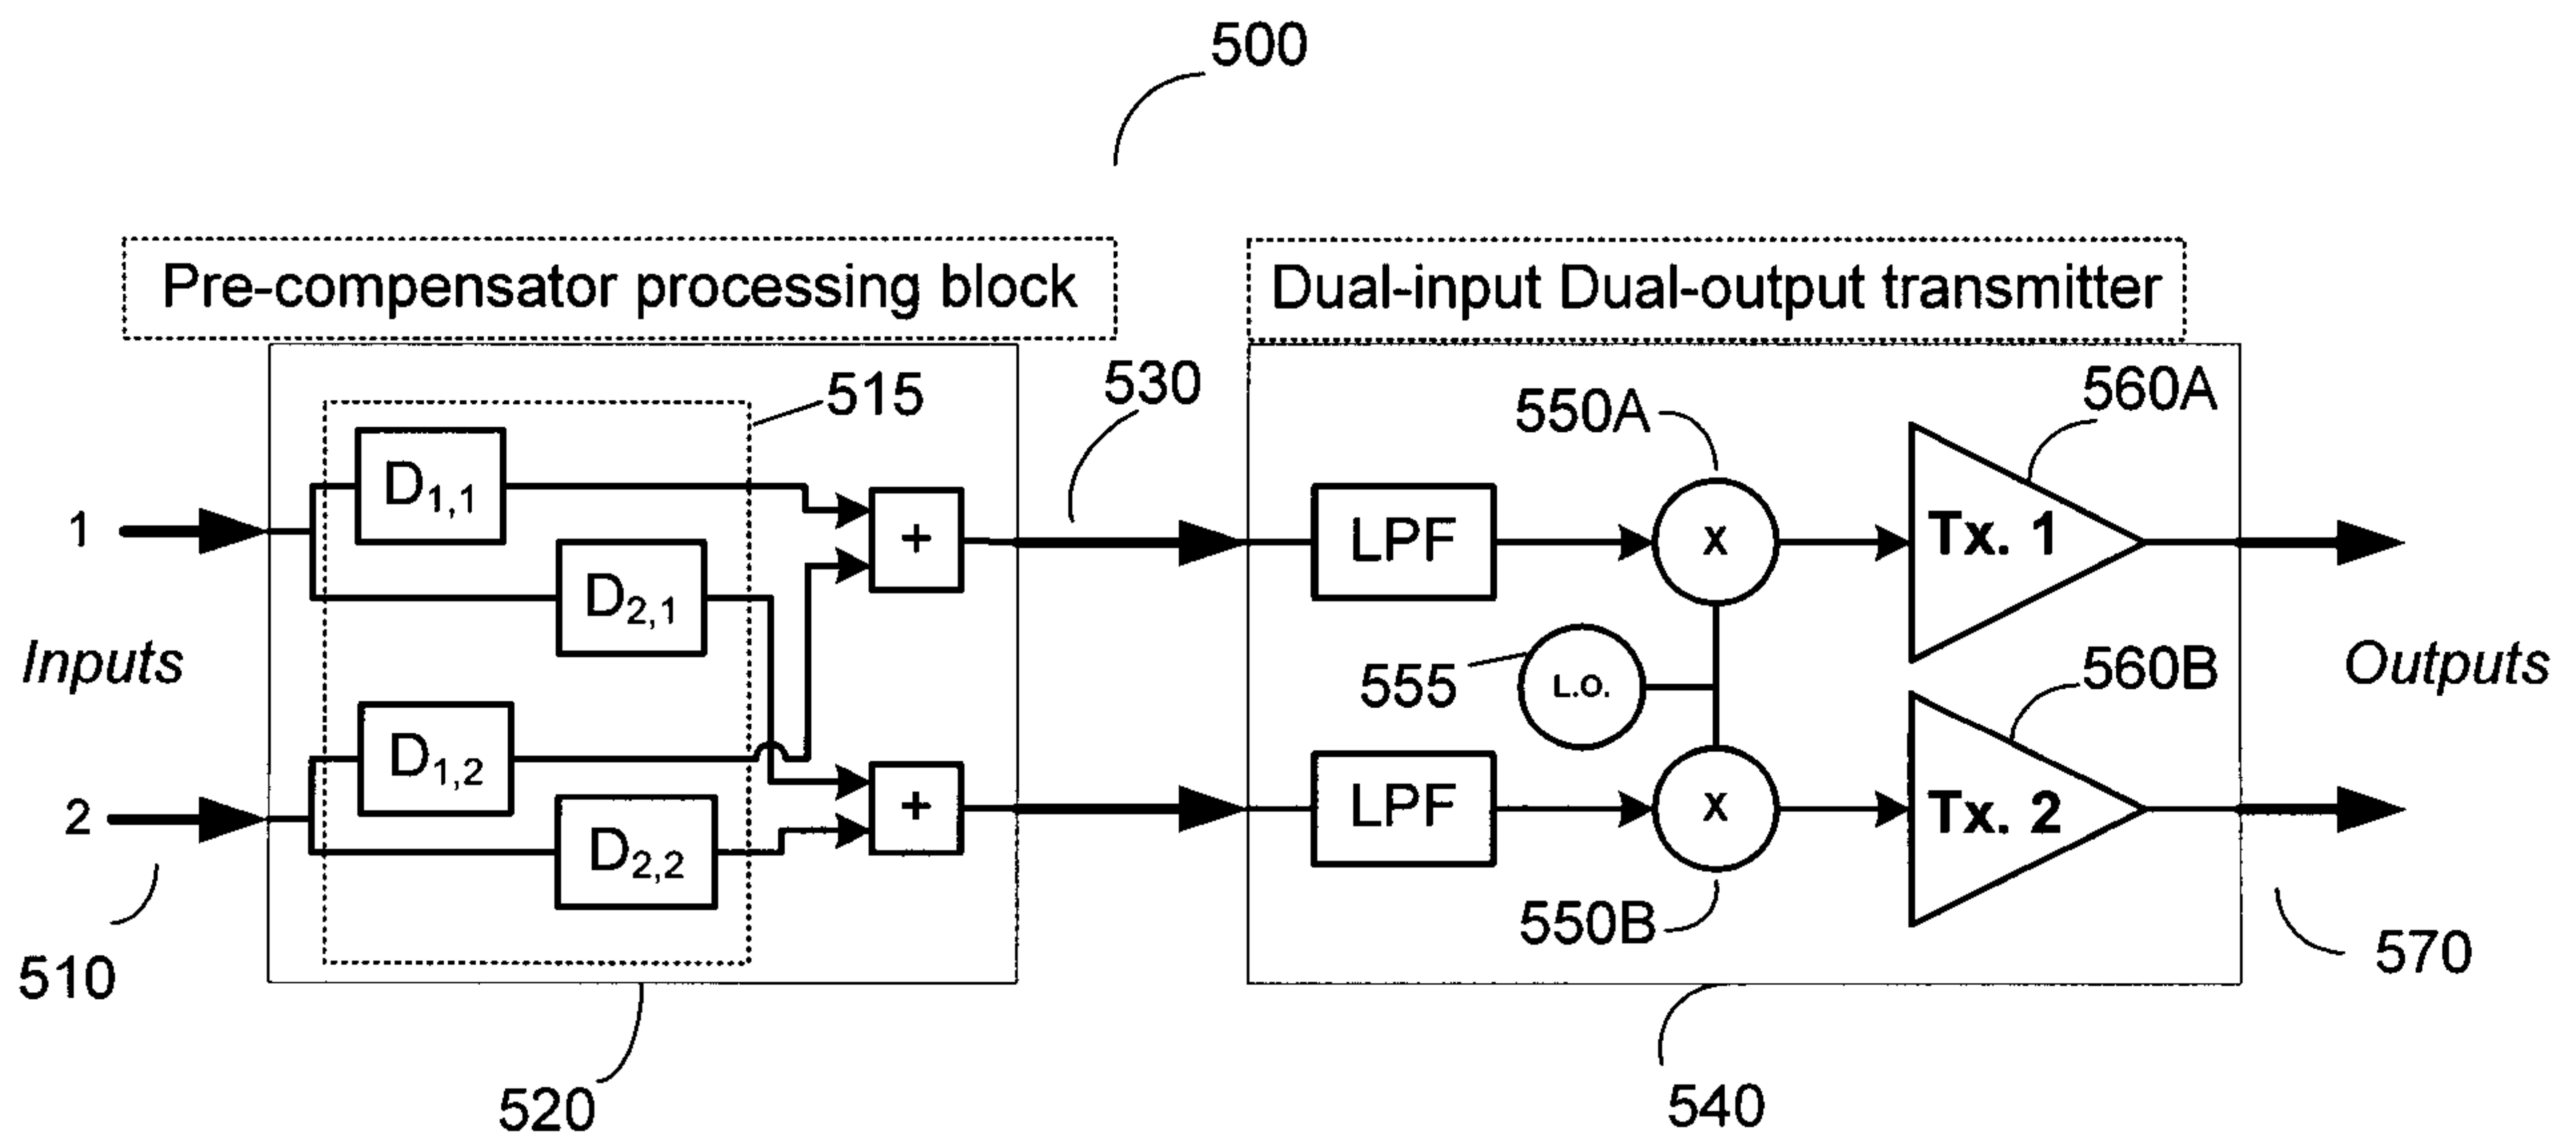 500
Pre-compensator processing block
Dual-input Dual-output transmitter
515
530
550A
560A
D1,1
1
+
LPF
x
Tx. 1
D2,1
Inputs
555
L.O.
560B
Outputs
D1,2
2
+
LPF
x
Tx. 2
D2,2
550B
510
570
520
540